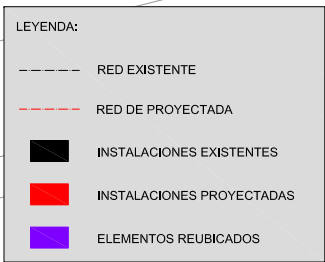 LEYENDA:
RED EXISTENTE
RED DE PROYECTADA
INSTALACIONES EXISTENTES
INSTALACIONES PROYECTADAS
ELEMENTOS REUBICADOS